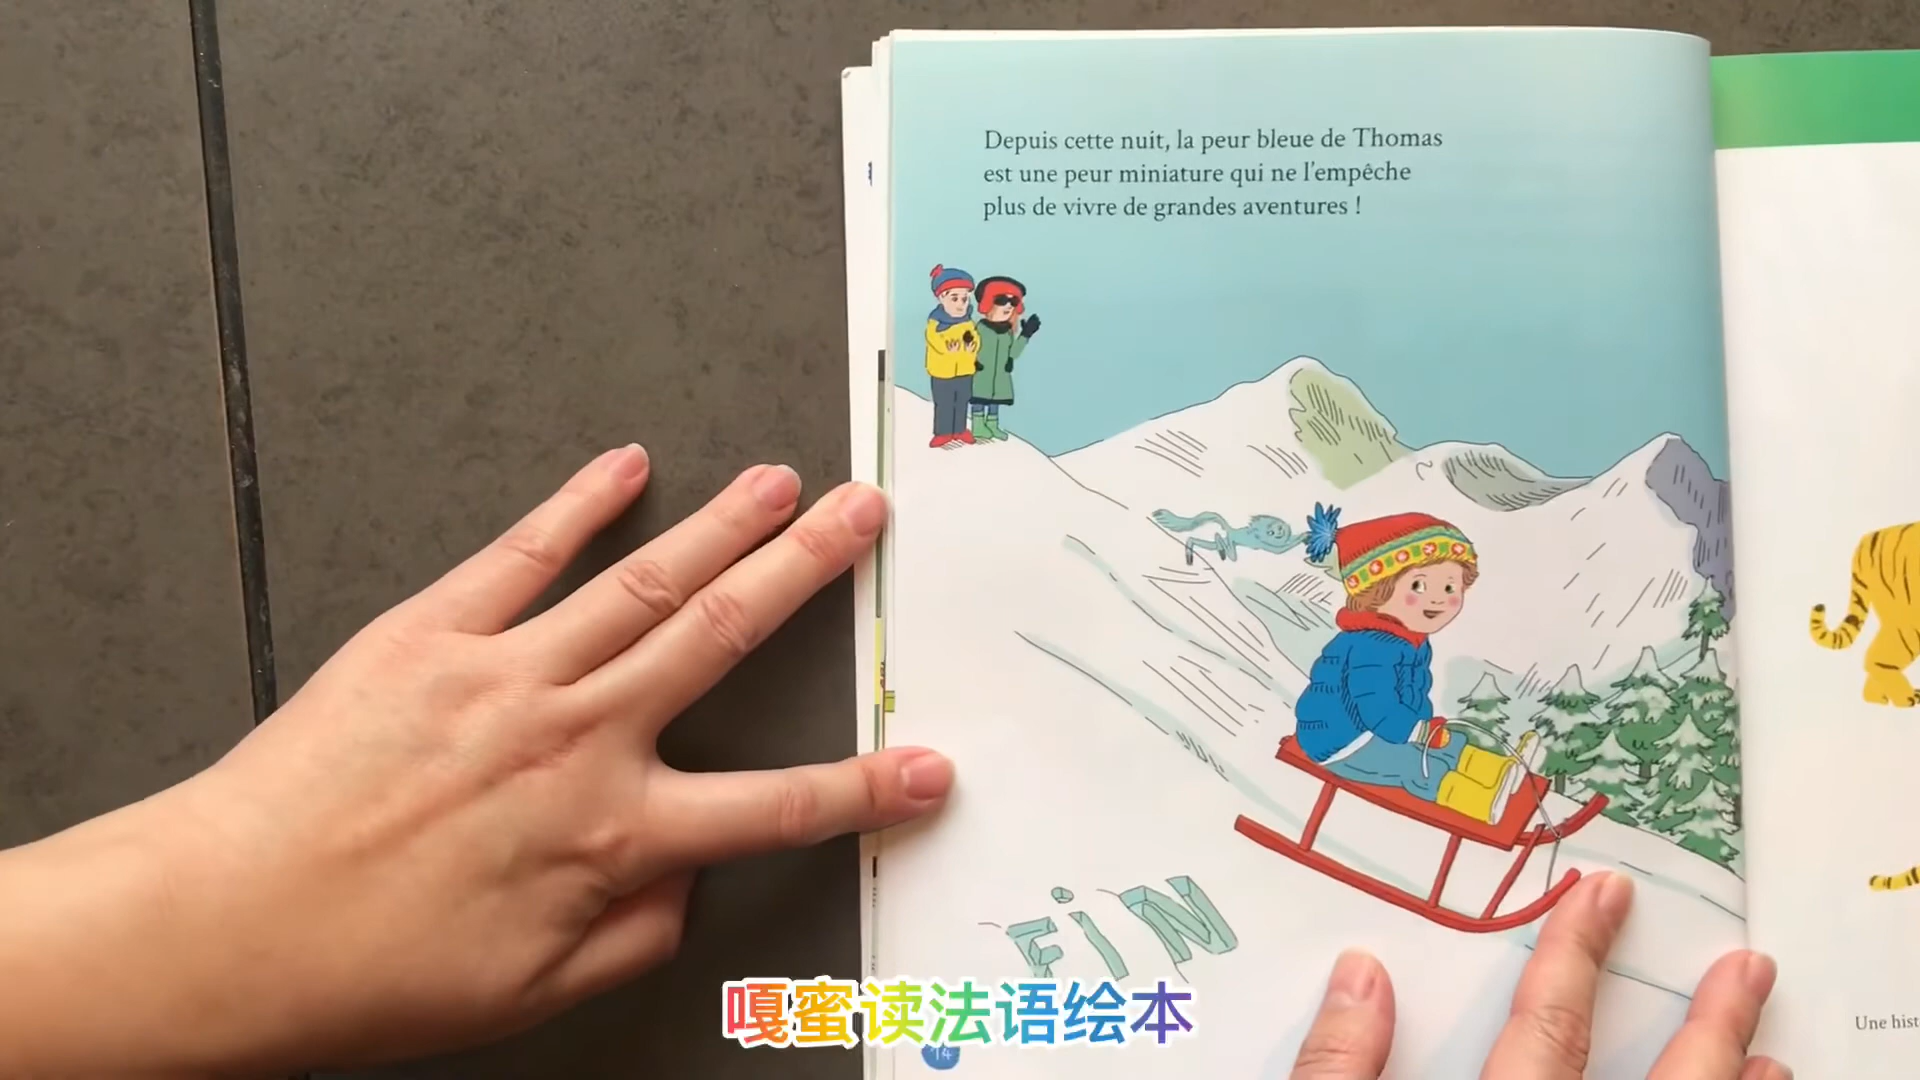 Depuis cette nuit, la peur bleue de Thomas
est une peur miniature qui ne l'empêche
plus de vivre de grandes aventures !
FiN
嘎蜜读法语绘本
14
Une hist